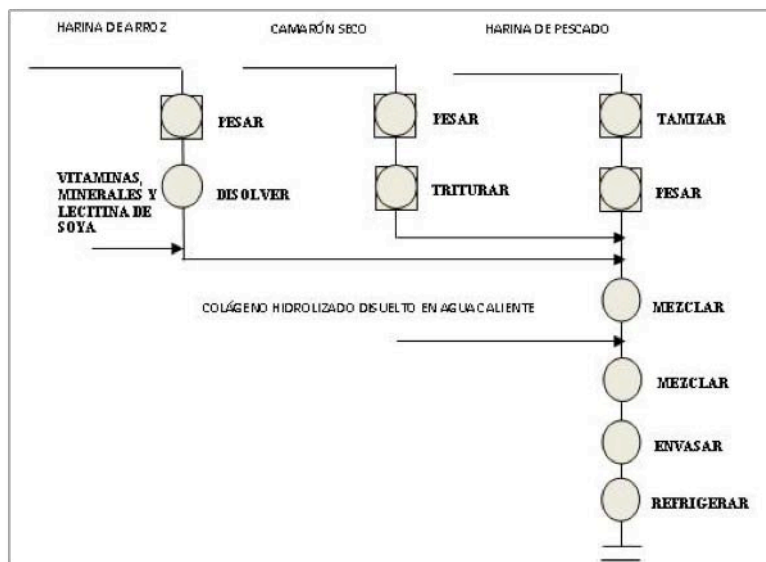 HARINA DE ARROZ
CAMARÓN SECO
HARINA DE PESCADO
PESAR
PESAR
TAMIZAR
VITAMINAS,
MINERALES Y
LECITINA DE
SOYA
DISOLVER
TRITURAR
PESAR
COLÁGENO HIDROLIZADO DISUELTO EN AGUA CALIENTE
MEZCLAR
MEZCLAR
ENVASAR
REFRIGERAR